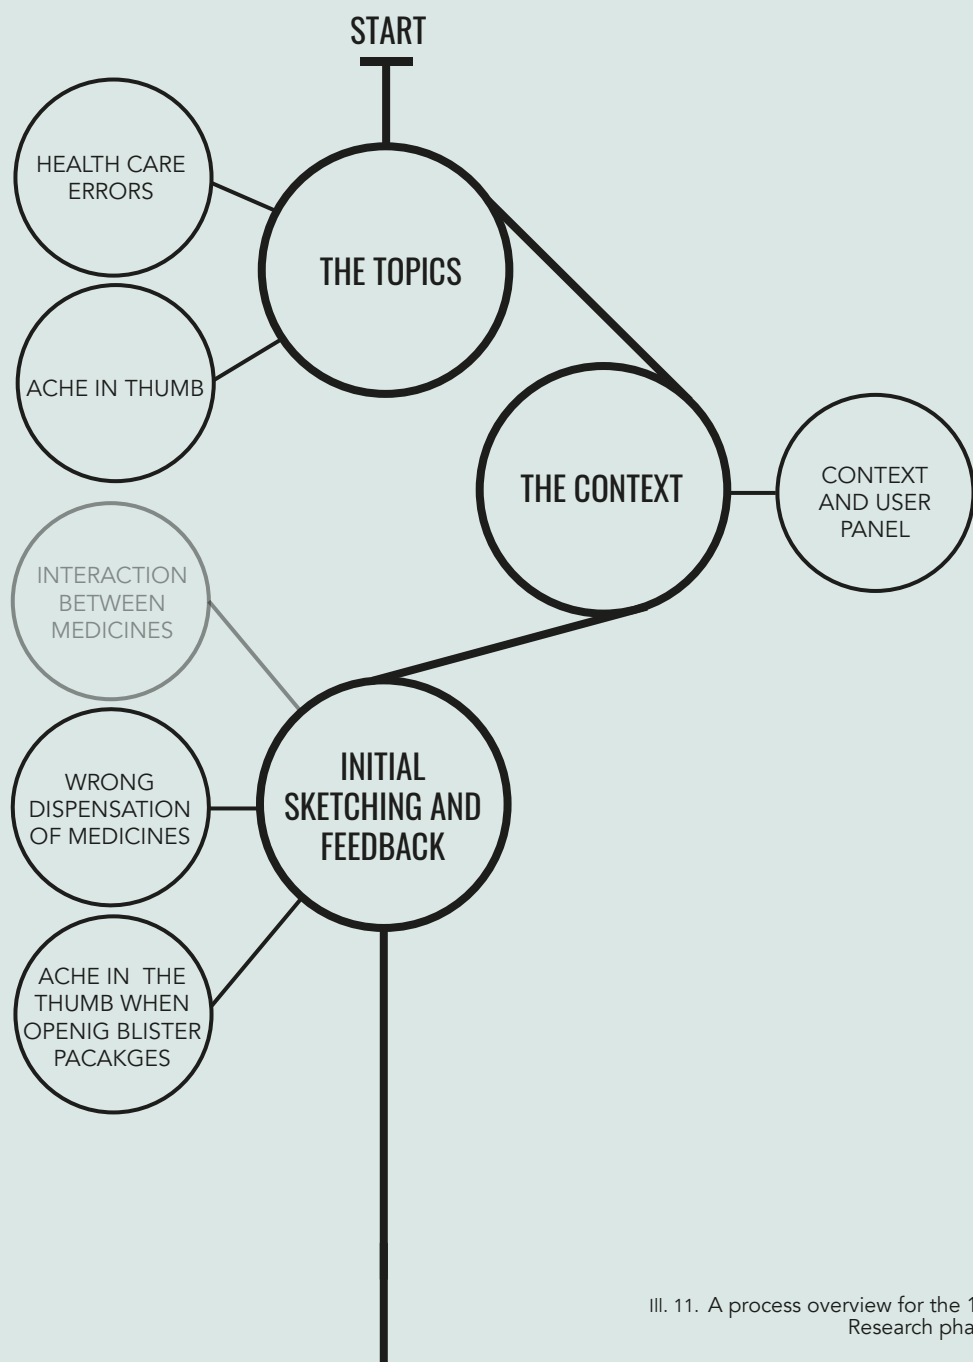 START
HEALTH CARE
ERRORS
THE TOPICS
ACHE IN THUMB
THE CONTEXT
CONTEXT
AND USER
PANEL
INTERACTION
BETWEEN
MEDICINES
WRONG
DISPENSATION
OF MEDICINES
INITIAL
SKETCHING AND
FEEDBACK
ACHE IN THE
THUMB WHEN
OPENIG BLISTER
PACAKGES
Ill. 11. A process overview for the 1
Research pha